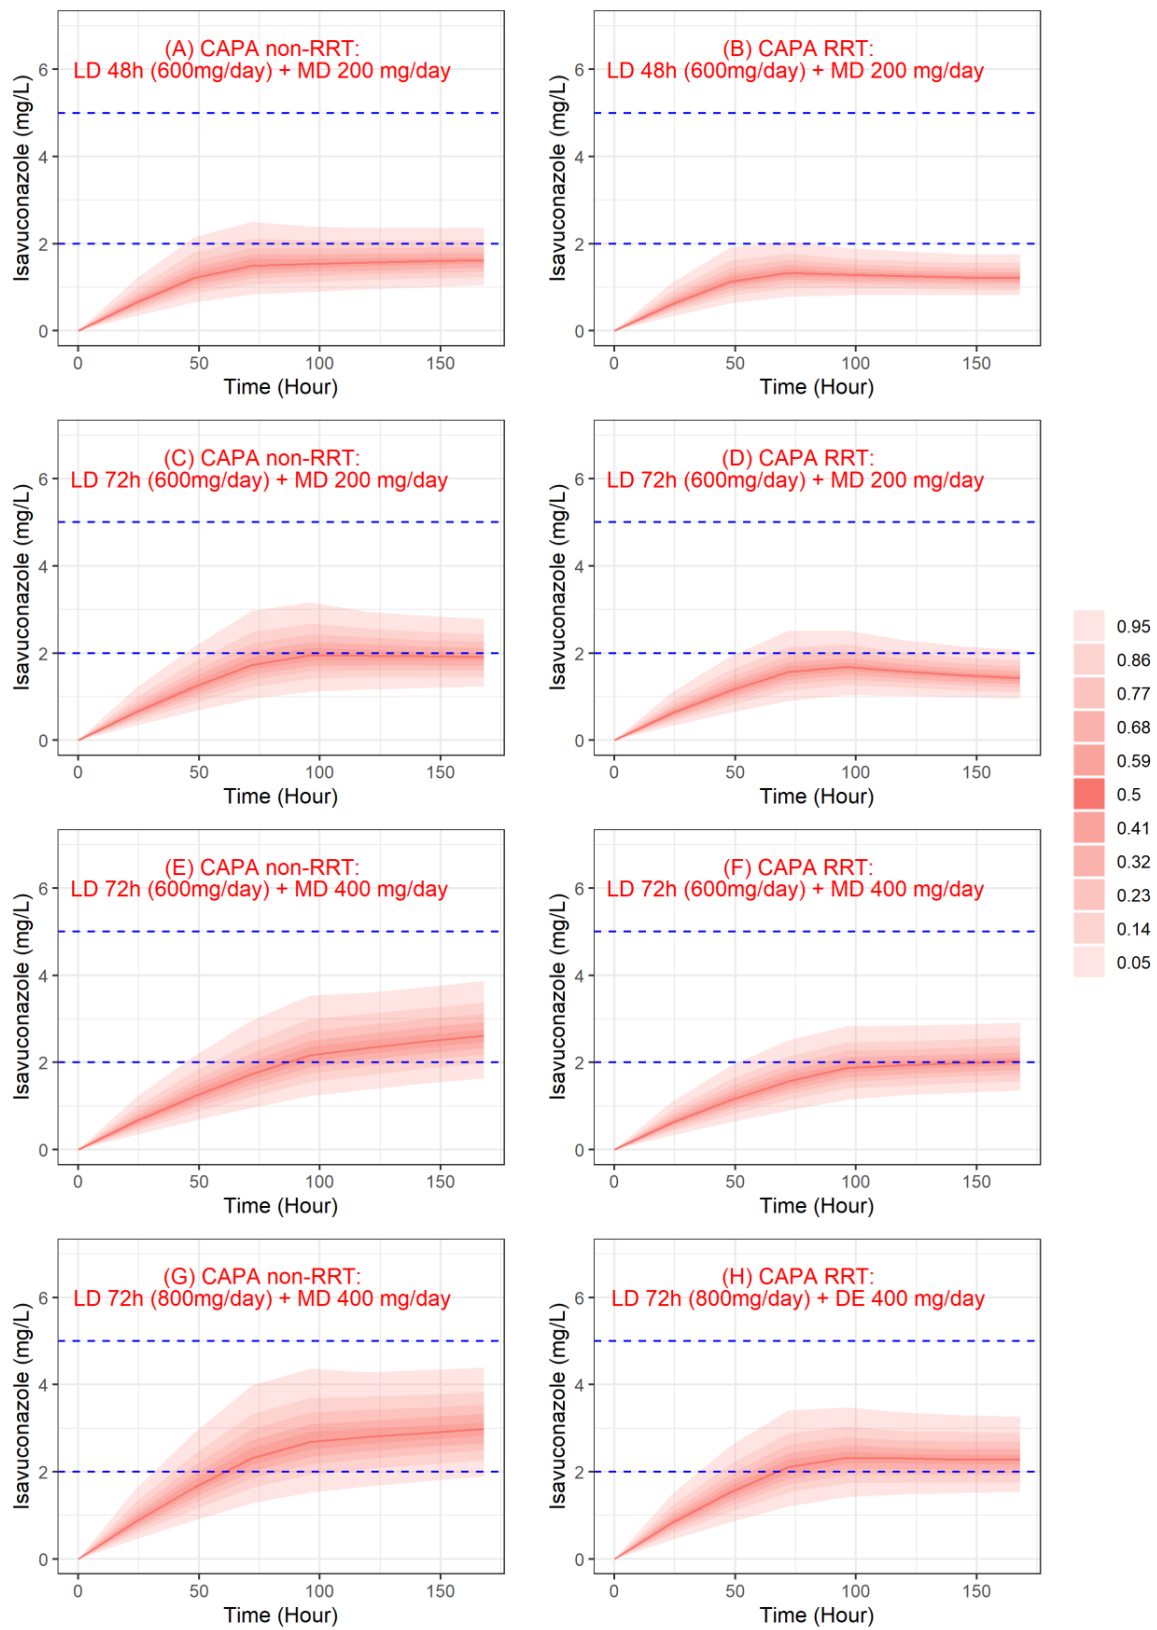 (A) CAPA non-RRT:
LD 48h (600mg/day) + MD 200 mg/day
Isavuconazole (mg/L)
6
4
2
0
0 50 100 150
Time (Hour)
(B) CAPA RRT:
LD 48h (600mg/day) + MD 200 mg/day
Isavuconazole (mg/L)
6
4
2
0
0 50 100 150
Time (Hour)
(C) CAPA non-RRT:
LD 72h (600mg/day) + MD 200 mg/day
Isavuconazole (mg/L)
6
4
2
0
0 50 100 150
Time (Hour)
(D) CAPA RRT:
LD 72h (600mg/day) + MD 200 mg/day
Isavuconazole (mg/L)
6
4
2
0
0 50 100 150
Time (Hour)
(E) CAPA non-RRT:
LD 72h (600mg/day) + MD 400 mg/day
Isavuconazole (mg/L)
6
4
2
0
0 50 100 150
Time (Hour)
(F) CAPA RRT:
LD 72h (600mg/day) + MD 400 mg/day
Isavuconazole (mg/L)
6
4
2
0
0 50 100 150
Time (Hour)
(G) CAPA non-RRT:
LD 72h (800mg/day) + MD 400 mg/day
Isavuconazole (mg/L)
6
4
2
0
0 50 100 150
Time (Hour)
(H) CAPA RRT:
LD 72h (800mg/day) + DE 400 mg/day
Isavuconazole (mg/L)
6
4
2
0
0 50 100 150
Time (Hour)
0.95
0.86
0.77
0.68
0.59
0.5
0.41
0.32
0.23
0.14
0.05